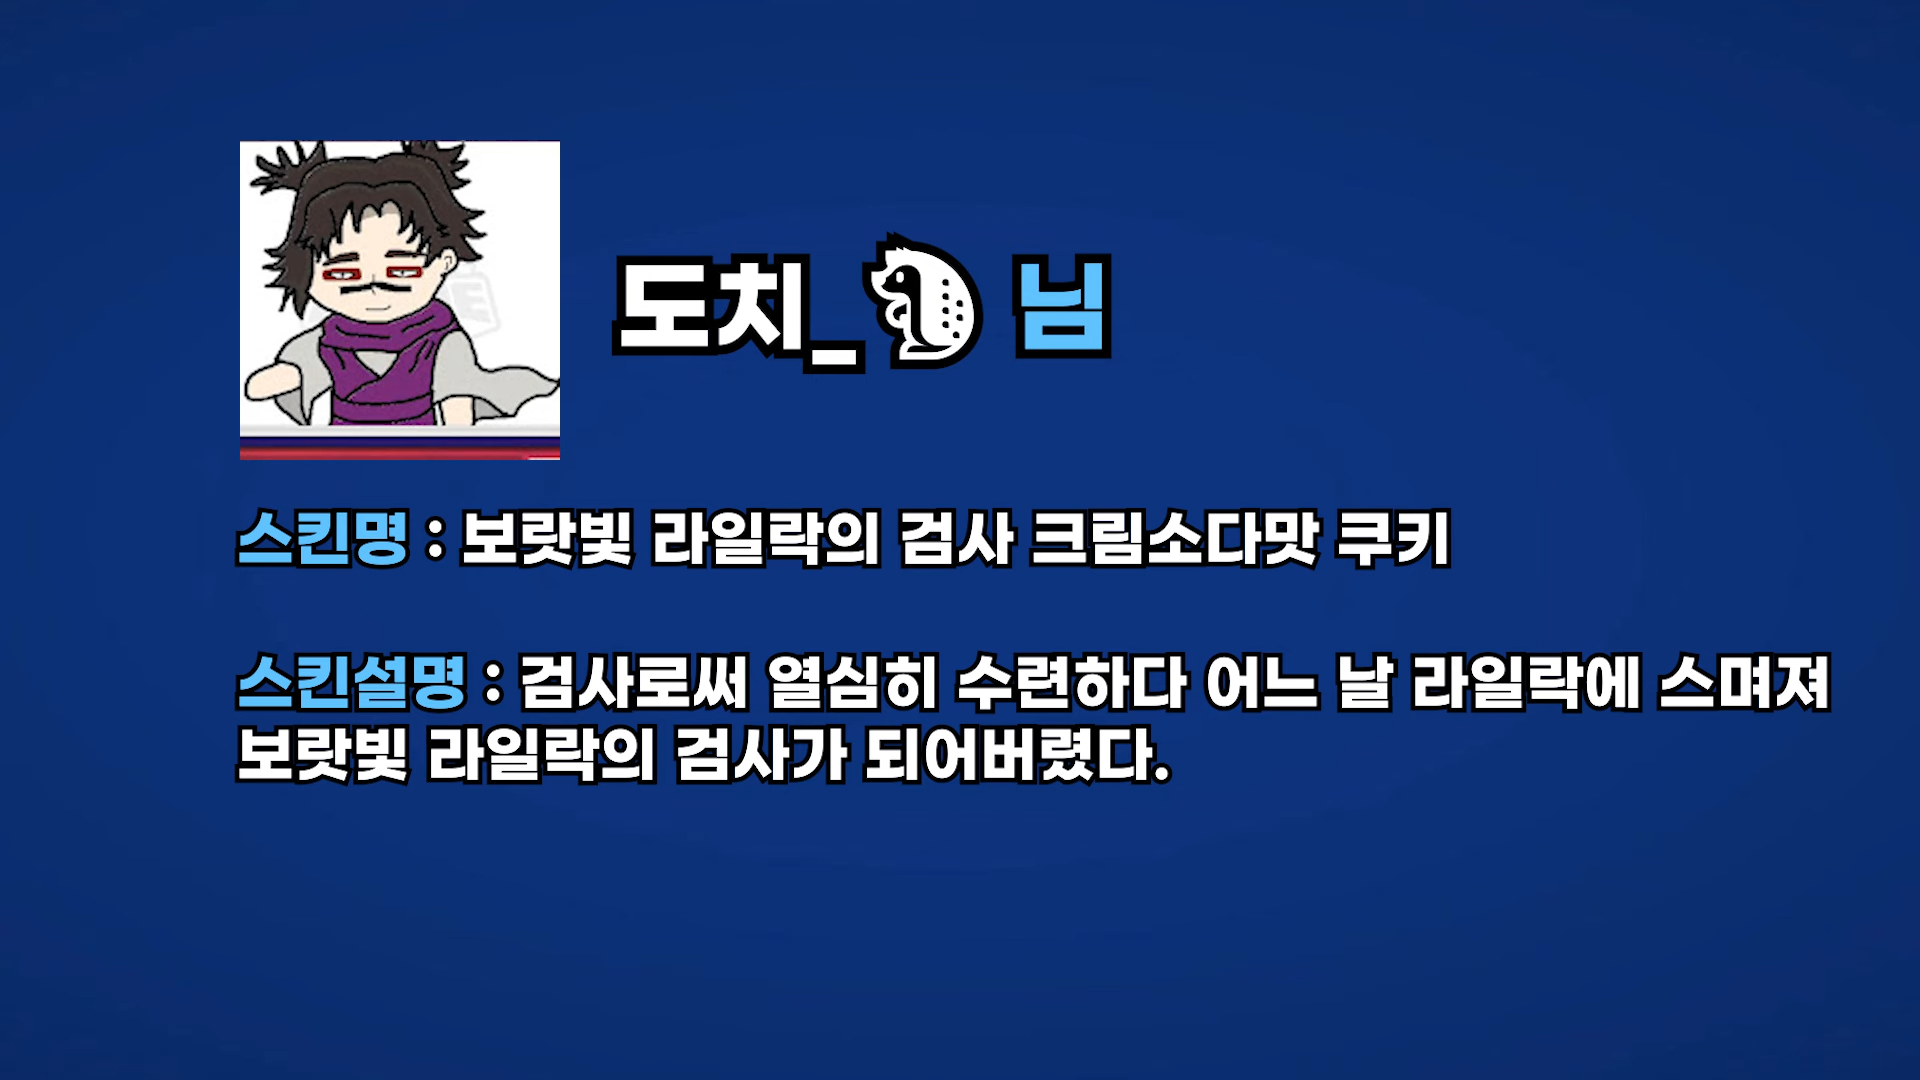 도치_🦔 님
스킨명 : 보랏빛 라일락의 검사 크림소다맛 쿠키
스킨설명 : 검사로써 열심히 수련하다 어느 날 라일락에 스며져
보랏빛 라일락의 검사가 되어버렸다.